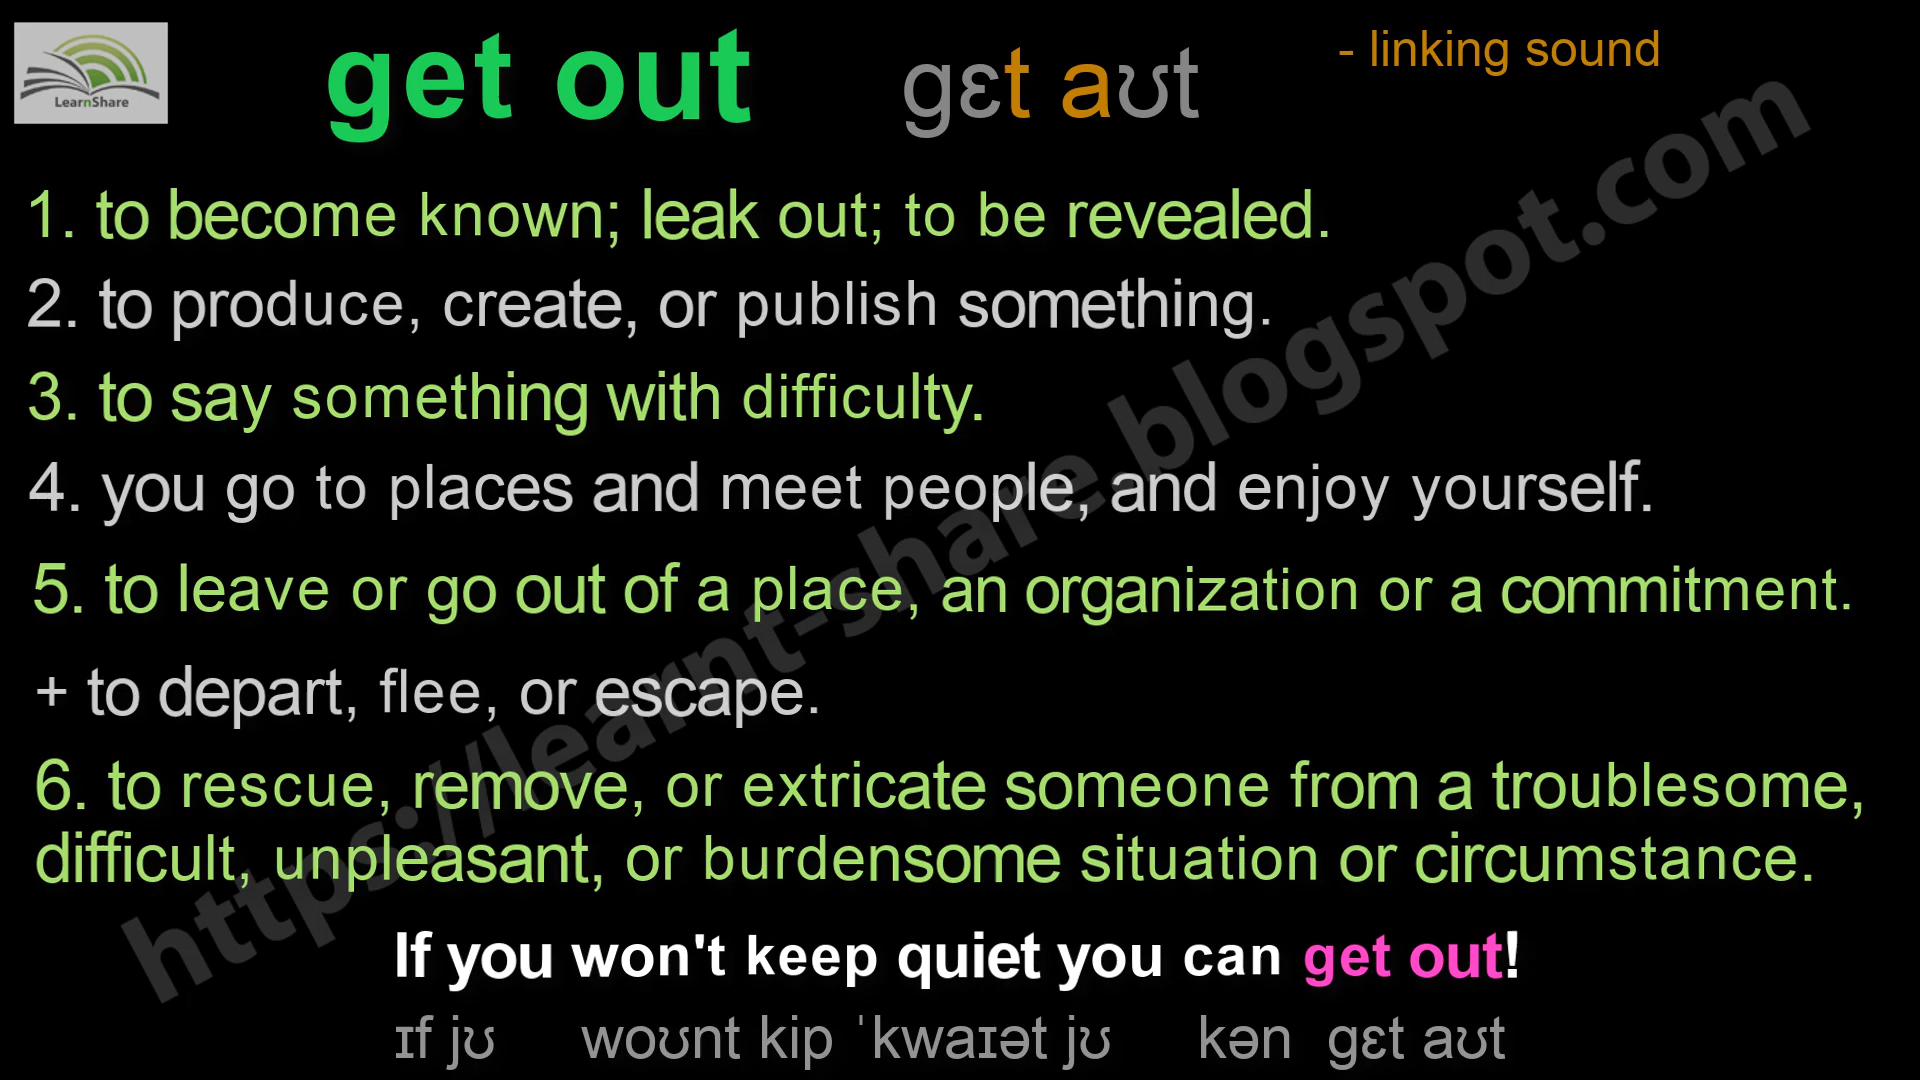 LearnShare
get out gɛt aʊt - linking sound
1. to become known; leak out; to be revealed.
2. to produce, create, or publish something.
3. to say something with difficulty.
4. you go to places and meet people, and enjoy yourself.
5. to leave or go out of a place, an organization or a commitment.
+ to depart, flee, or escape.
6. to rescue, remove, or extricate someone from a troublesome,
difficult, unpleasant, or burdensome situation or circumstance.
If you won't keep quiet you can get out!
ɪf jʊ woʊnt kip ˈkwaɪət jʊ kən gɛt aʊt
https://learnt-share.blogspot.com